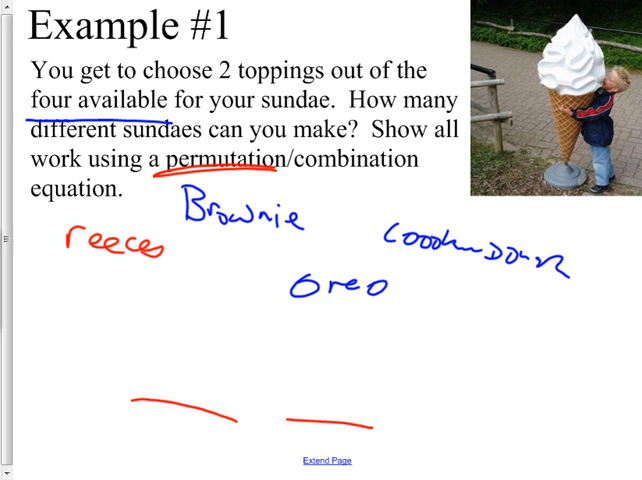 Example #1
You get to choose 2 toppings out of the
four available for your sundae.  How many
different sundaes can you make?  Show all
work using a permutation/combination
equation.
Brownie
reeces
Oreo
Extend Page